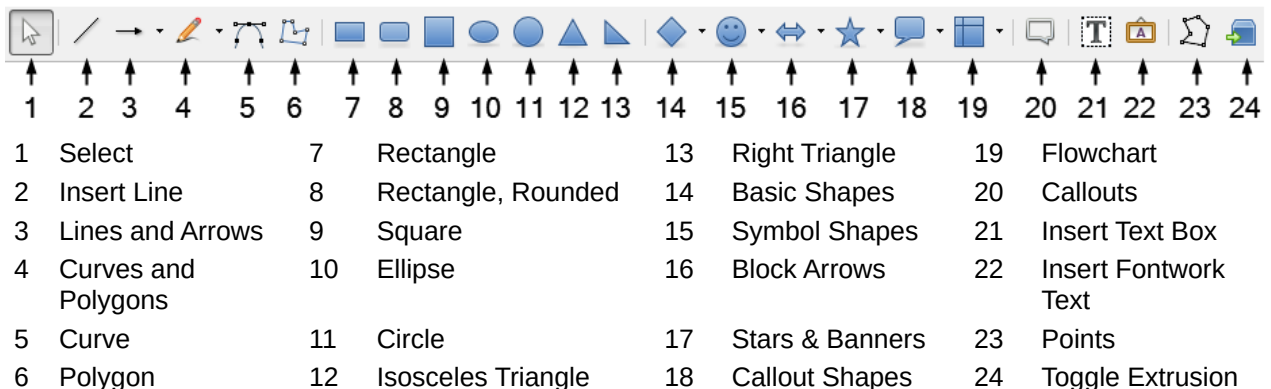 T A
1 2 3 4 5 6 7 8 9 10 11 12 13 14 15 16 17 18 19 20 21 22 23 24
1 Select 7 Rectangle 13 Right Triangle 19 Flowchart
2 Insert Line 8 Rectangle, Rounded 14 Basic Shapes 20 Callouts
3 Lines and Arrows 9 Square 15 Symbol Shapes 21 Insert Text Box
4 Curves and 10 Ellipse 16 Block Arrows 22 Insert Fontwork
Polygons Text
5 Curve 11 Circle 17 Stars & Banners 23 Points
6 Polygon 12 Isosceles Triangle 18 Callout Shapes 24 Toggle Extrusion